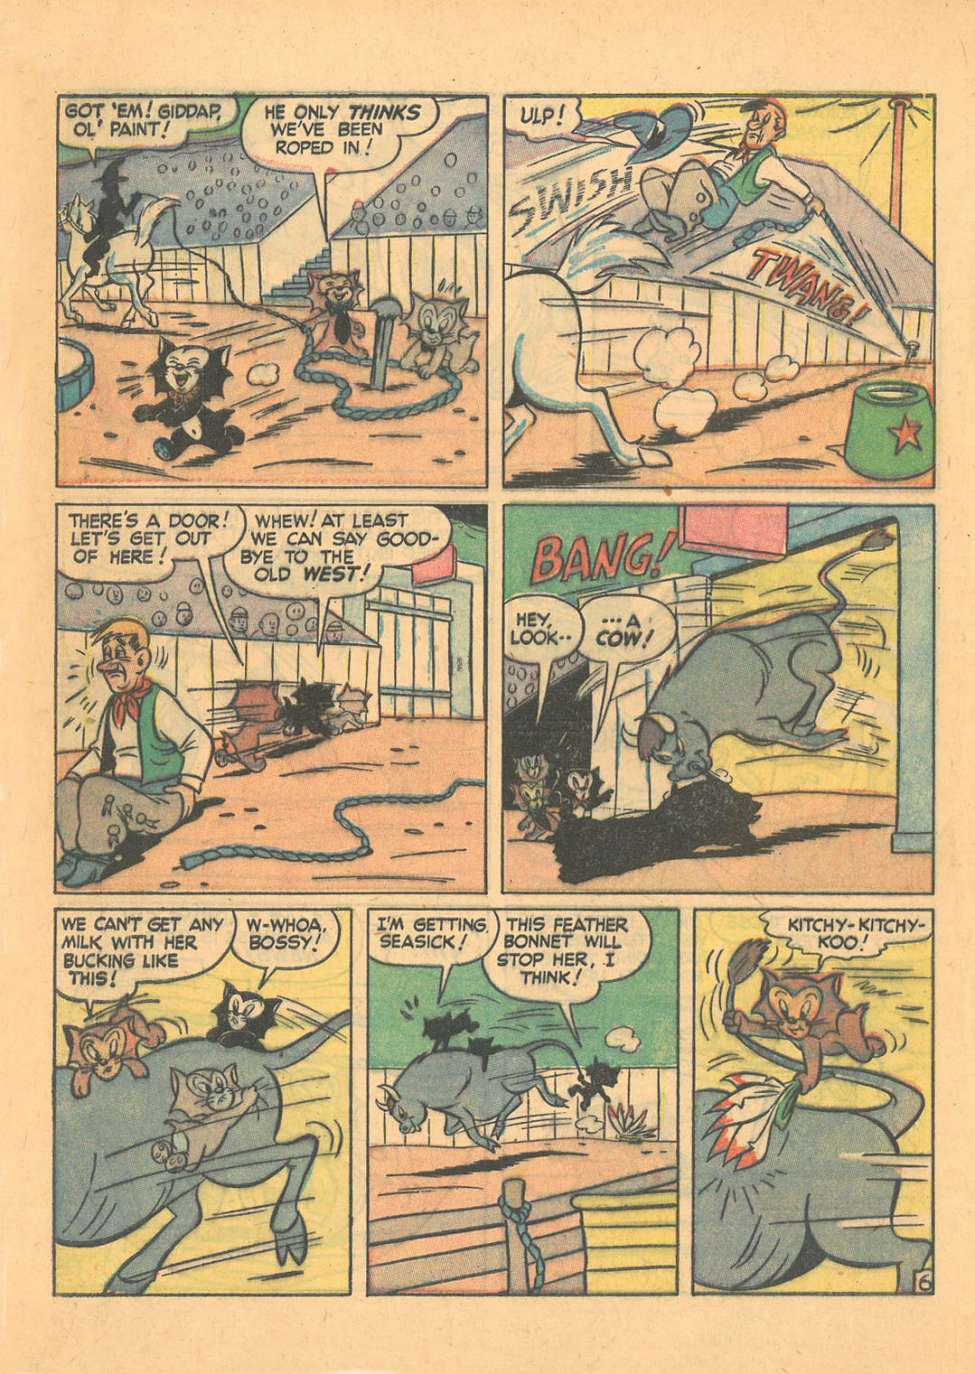 GOT 'EM! GIDDAP,
OL' PAINT!
HE ONLY THINKS
WE'VE BEEN
ROPED IN!
ULP!
SWISH
TWANG!
THERE'S A DOOR!
LET'S GET OUT
OF HERE!
WHEW! AT LEAST
WE CAN SAY GOOD-
BYE TO THE
OLD WEST!
BANG!
HEY,
LOOK--
...A
COW!
WE CAN'T GET ANY
MILK WITH HER
BUCKING LIKE
THIS!
W-WHOA,
BOSSY!
I'M GETTING
SEASICK!
THIS FEATHER
BONNET WILL
STOP HER, I
THINK!
KITCHY-KITCHY-
KOO!
6